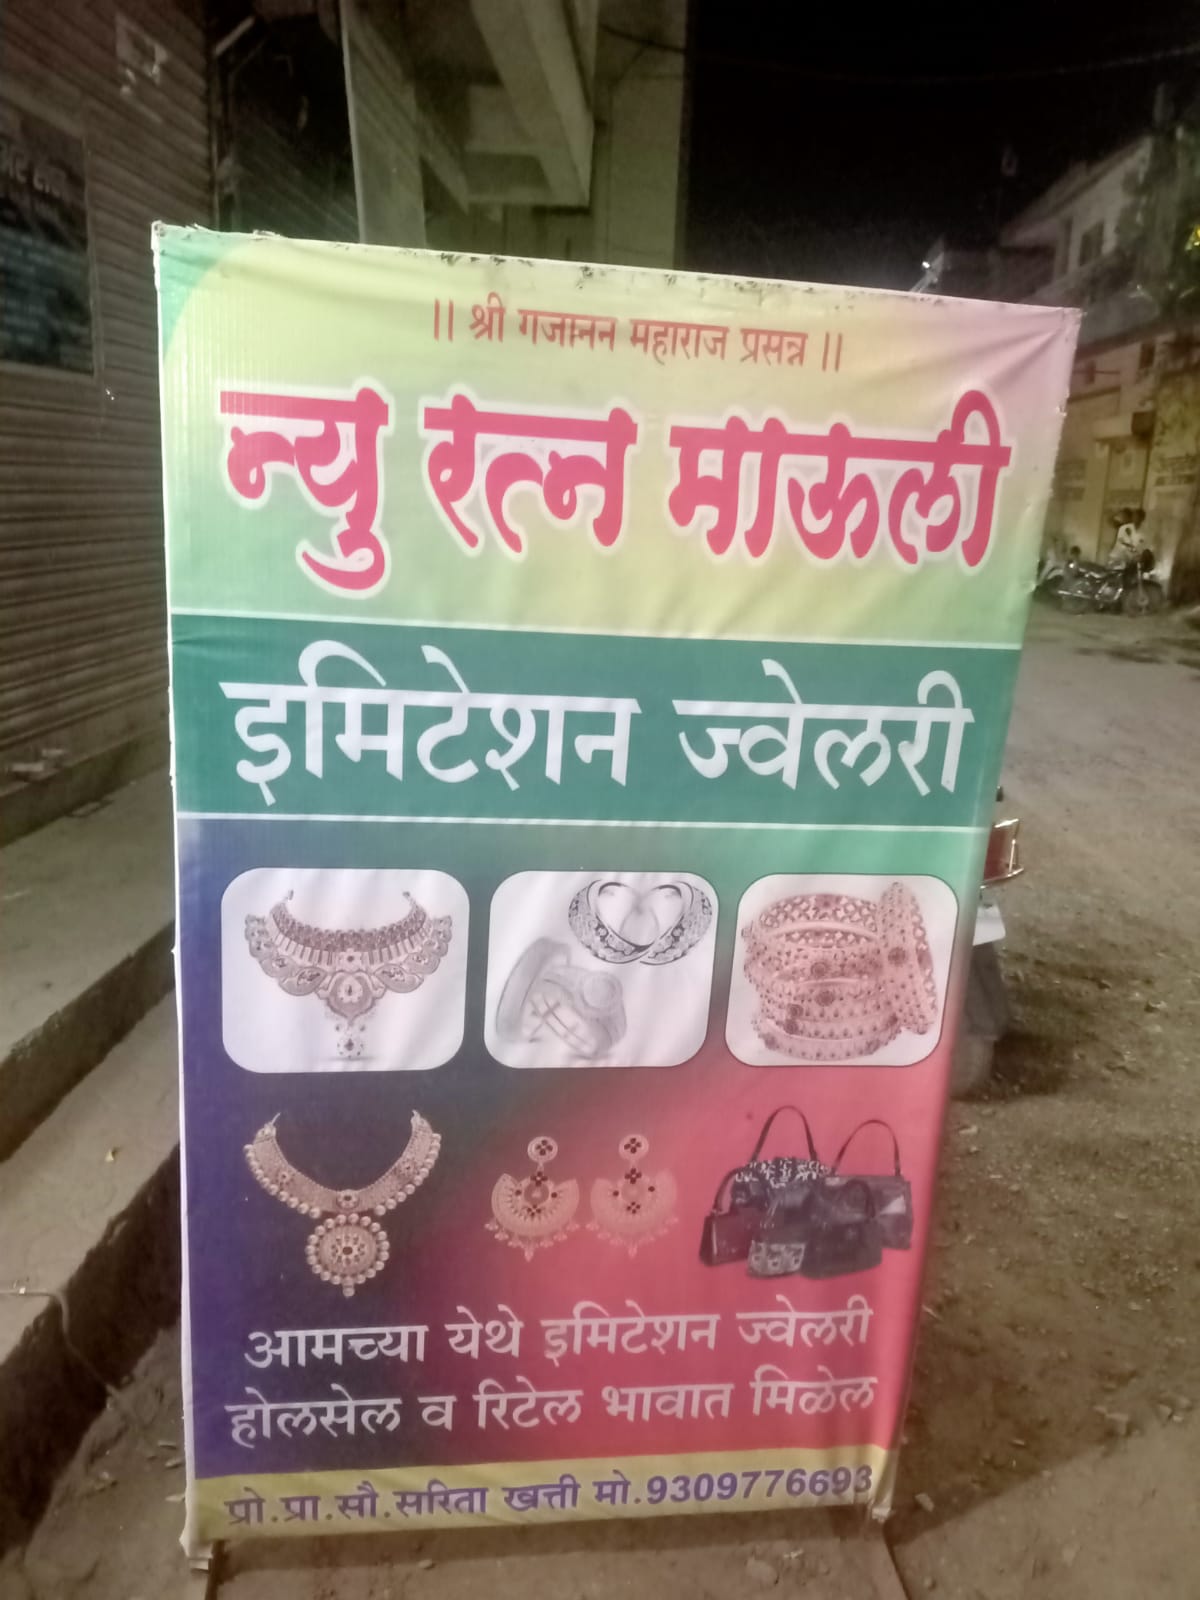 || श्री गजानन महाराज प्रसन्न ||
न्यु रत्न माऊली
इमिटेशन ज्वेलरी
आमच्या येथे इमिटेशन ज्वेलरी
होलसेल व रिटेल भावात मिळेल
प्रो.प्रा.सौ.सरिता खत्ती मो.9309776693